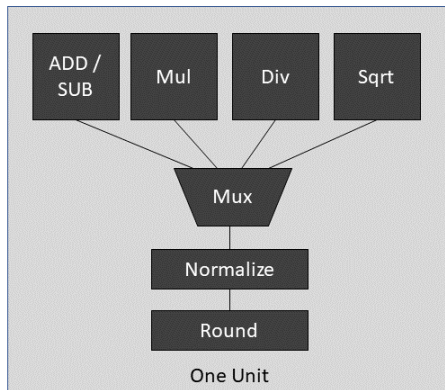 ADD /
SUB
Mul
Div
Sqrt
Mux
Normalize
Round
One Unit